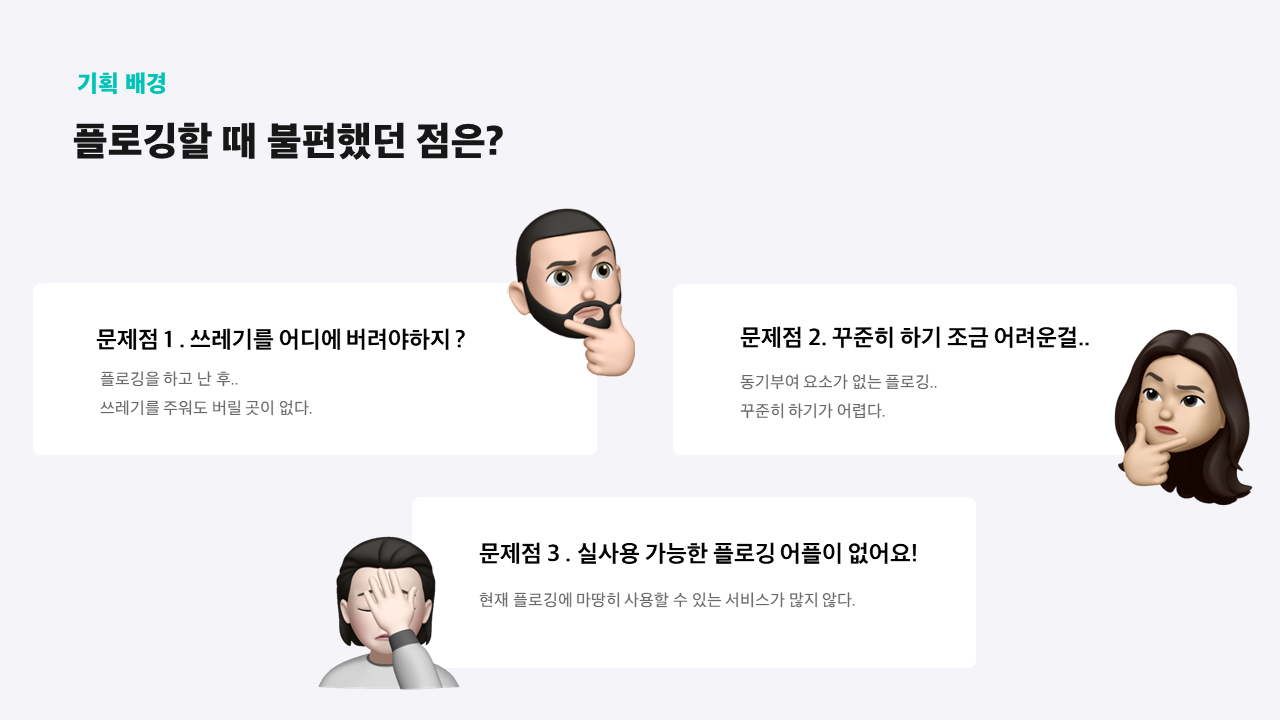 기획 배경
플로깅할 때 불편했던 점은?
문제점 1 . 쓰레기를 어디에 버려야하지 ?
플로깅을 하고 난 후..
쓰레기를 주워도 버릴 곳이 없다.
문제점 2. 꾸준히 하기 조금 어려운걸..
동기부여 요소가 없는 플로깅..
꾸준히 하기가 어렵다.
문제점 3 . 실사용 가능한 플로깅 어플이 없어요!
현재 플로깅에 마땅히 사용할 수 있는 서비스가 많지 않다.